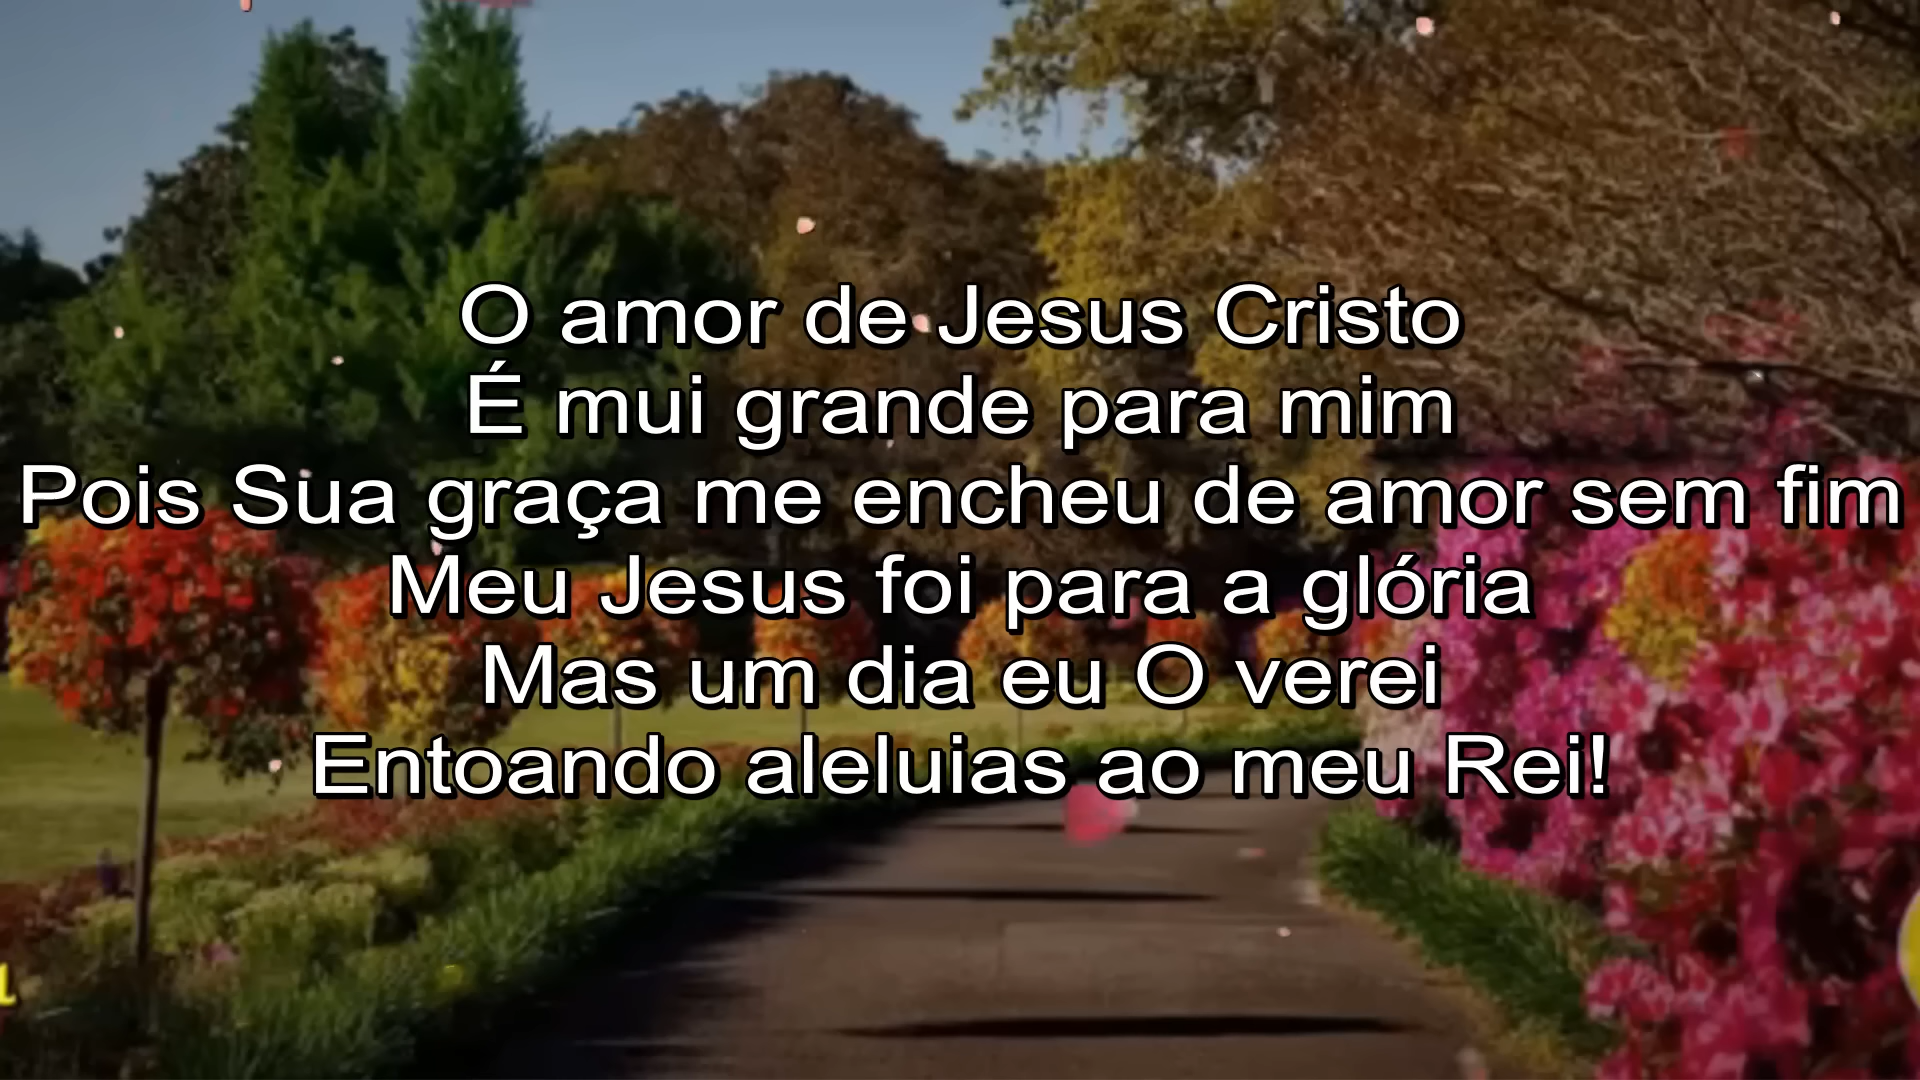 O amor de Jesus Cristo
É mui grande para mim
Pois Sua graça me encheu de amor sem fim
Meu Jesus foi para a glória
Mas um dia eu O verei
Entoando aleluias ao meu Rei!